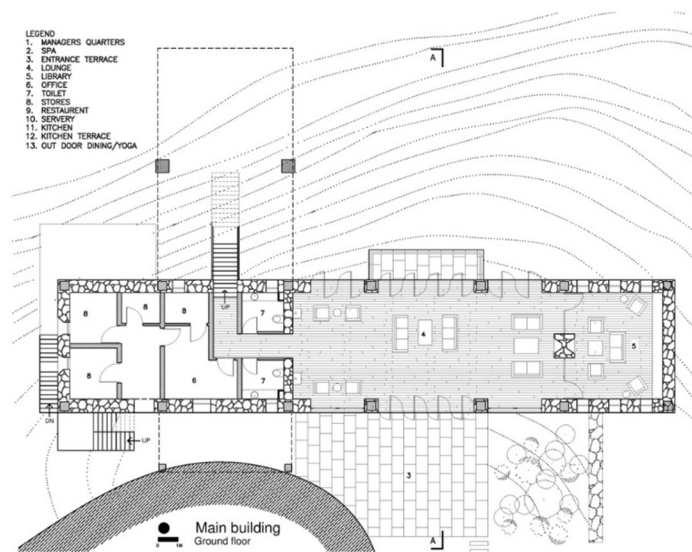 LEGEND
1. MANAGERS QUARTERS
2. SPA
3. ENTRANCE TERRACE
4. LOUNGE
5. LIBRARY
6. OFFICE
7. TOILET
8. STORES
9. RESTAURENT
10. SERVERY
11. KITCHEN
12. KITCHEN TERRACE
13. OUT DOOR DINING/YOGA
A
UP
8
8
8
7
4
5
8
6
7
DN
UP
3
A
Main building
Ground floor